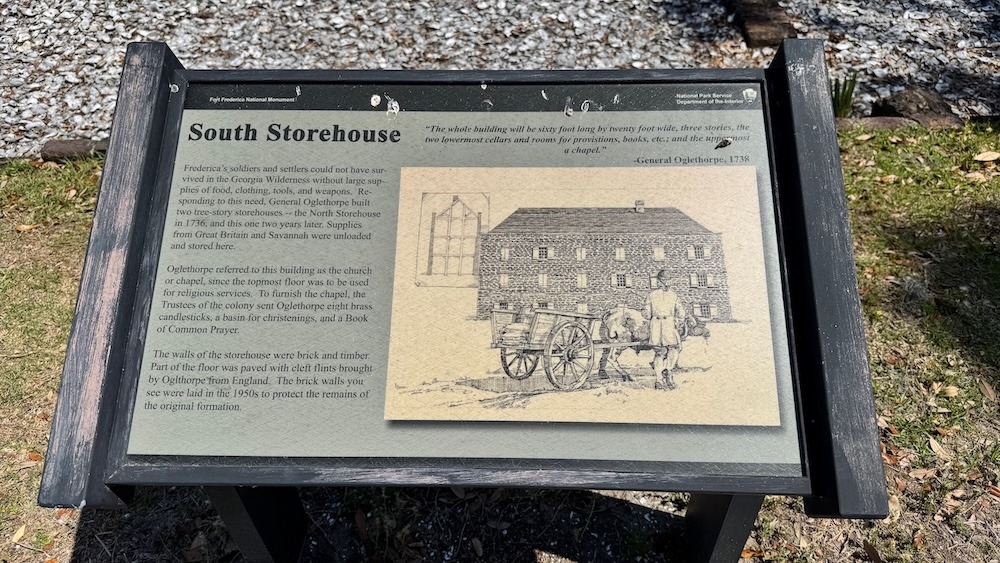 Fort Frederica National Monument
National Park Service
Department of the Interior
South Storehouse
"The whole building will be sixty foot long by twenty foot wide, three stories, the
two lowermost cellars and rooms for provistions, books, etc.; and the uppermost
a chapel."
-General Oglethorpe, 1738
Frederica's soldiers and settlers could not have sur-
vived in the Georgia Wilderness without large sup-
plies of food, clothing, tools, and weapons. Re-
sponding to this need, General Oglethorpe built
two tree-story storehouses -- the North Storehouse
in 1736, and this one two years later. Supplies
from Great Britain and Savannah were unloaded
and stored here.
Oglethorpe referred to this building as the church
or chapel, since the topmost floor was to be used
for religious services. To furnish the chapel, the
Trustees of the colony sent Oglethorpe eight brass
candlesticks, a basin for christenings, and a Book
of Common Prayer.
The walls of the storehouse were brick and timber.
Part of the floor was paved with cleft flints brought
by Oglthorpe from England. The brick walls you
see were laid in the 1950s to protect the remains of
the original formation.